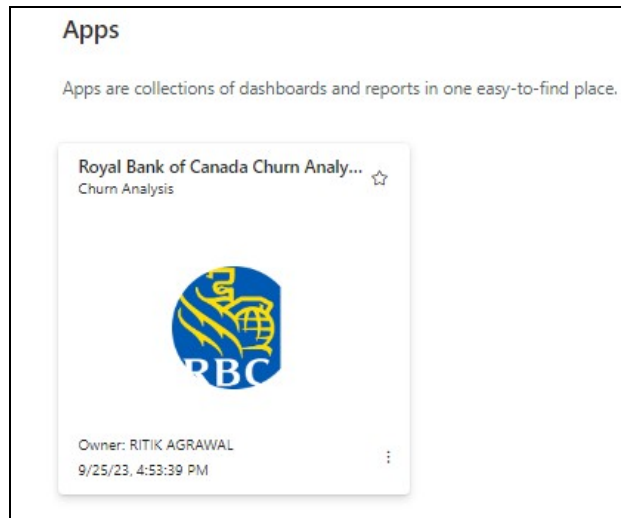 Apps
Apps are collections of dashboards and reports in one easy-to-find place.
Royal Bank of Canada Churn Analy...
Churn Analysis
RBC
Owner: RITIK AGRAWAL
9/25/23, 4:53:39 PM